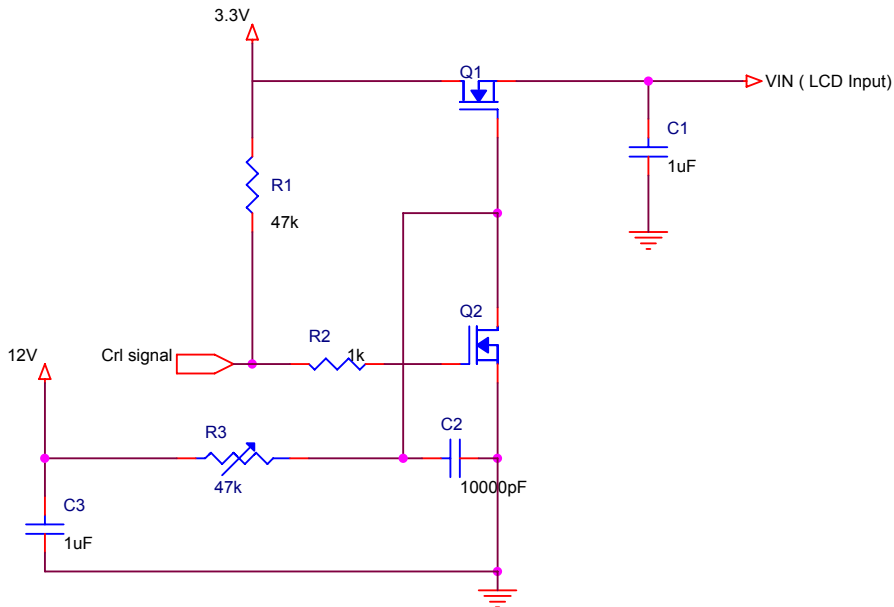 3.3V
Q1
VIN ( LCD Input)
C1
1uF
R1
47k
Q2
R2
1k
Crl signal
12V
R3
47k
C2
10000pF
C3
1uF